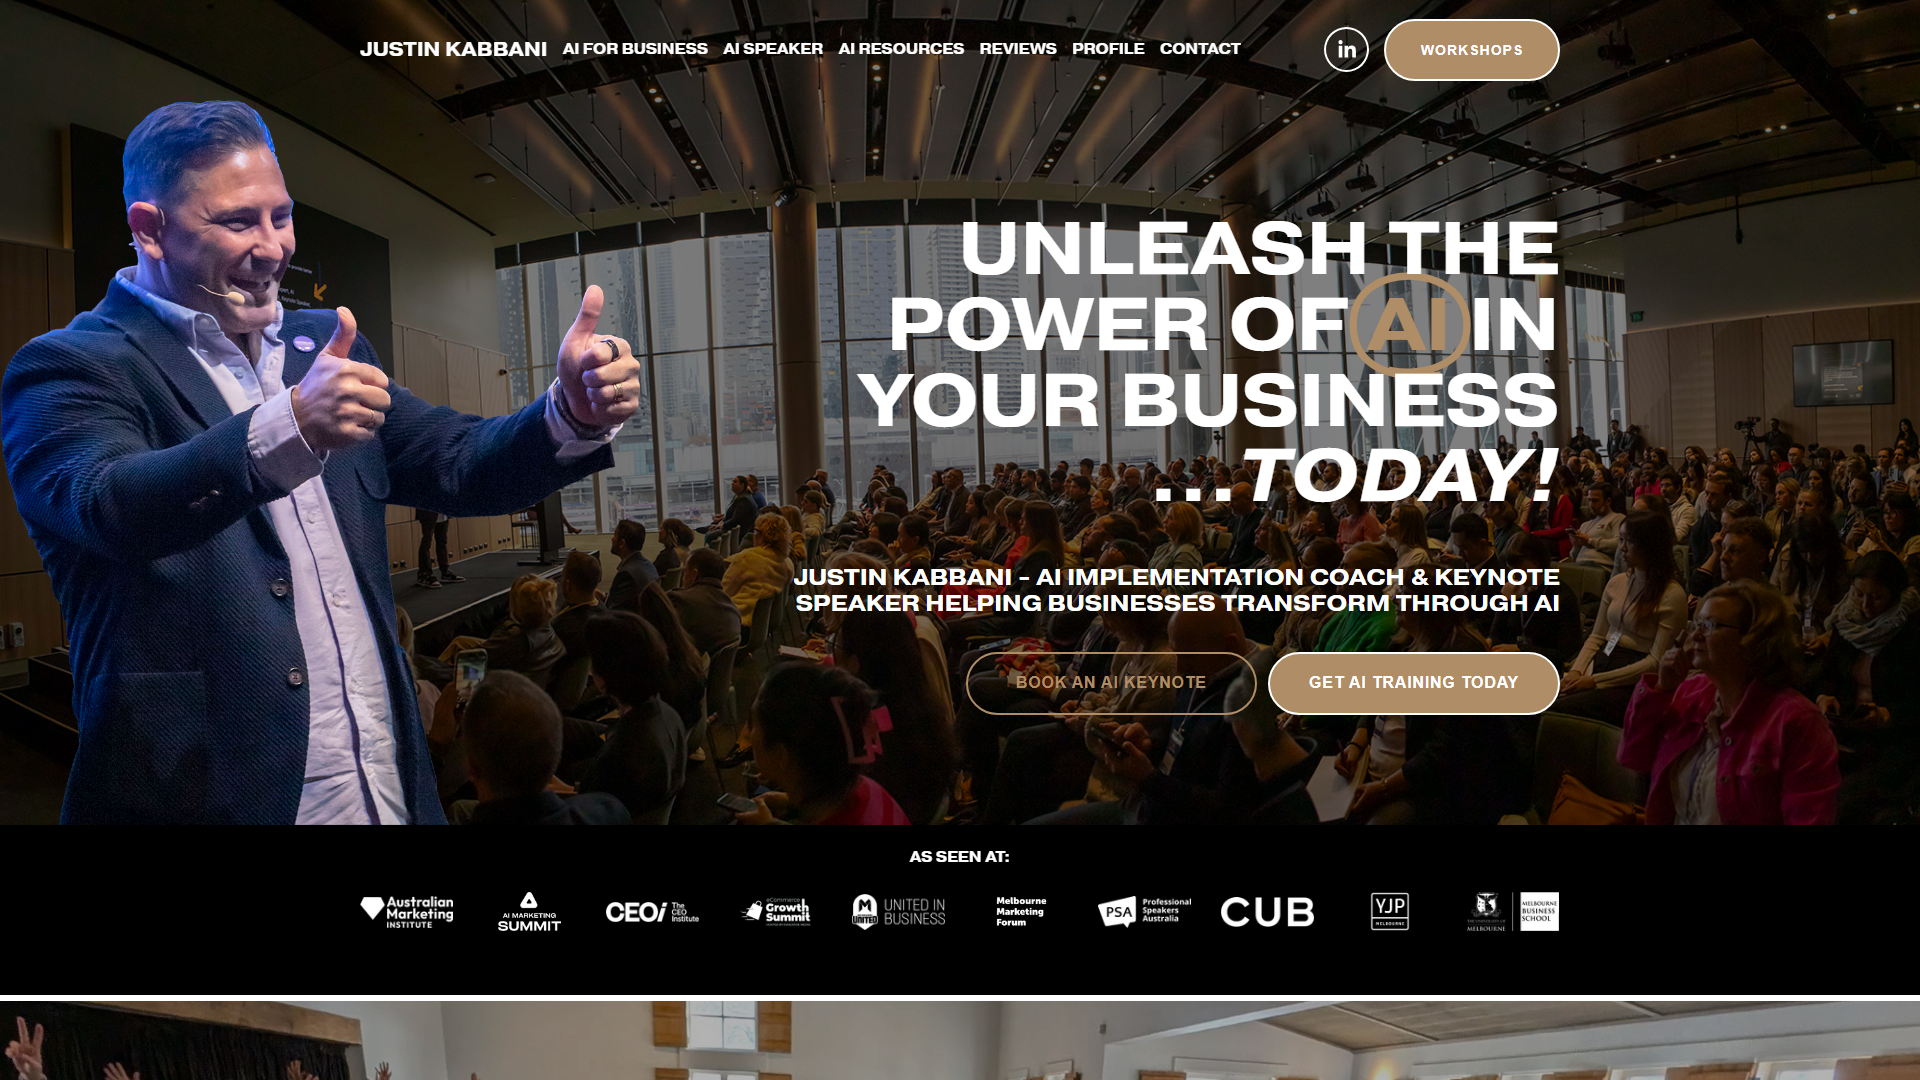 JUSTIN KABBANI
AI FOR BUSINESS
AI SPEAKER
AI RESOURCES
REVIEWS
PROFILE
CONTACT
in
WORKSHOPS
UNLEASH THE
POWER OF AI IN
YOUR BUSINESS
...TODAY!
JUSTIN KABBANI - AI IMPLEMENTATION COACH & KEYNOTE
SPEAKER HELPING BUSINESSES TRANSFORM THROUGH AI
BOOK AN AI KEYNOTE
GET AI TRAINING TODAY
AS SEEN AT:
Australian
Marketing
INSTITUTE
AI MARKETING
SUMMIT
CEOi
The
CEO
Institute
eCommerce
Growth
Summit
M
UNITED
UNITED IN
BUSINESS
Melbourne
Marketing
Forum
PSA
Professional
Speakers
Australia
CUB
YJP
MELBOURNE
THE UNIVERSITY OF
MELBOURNE
MELBOURNE
BUSINESS
SCHOOL